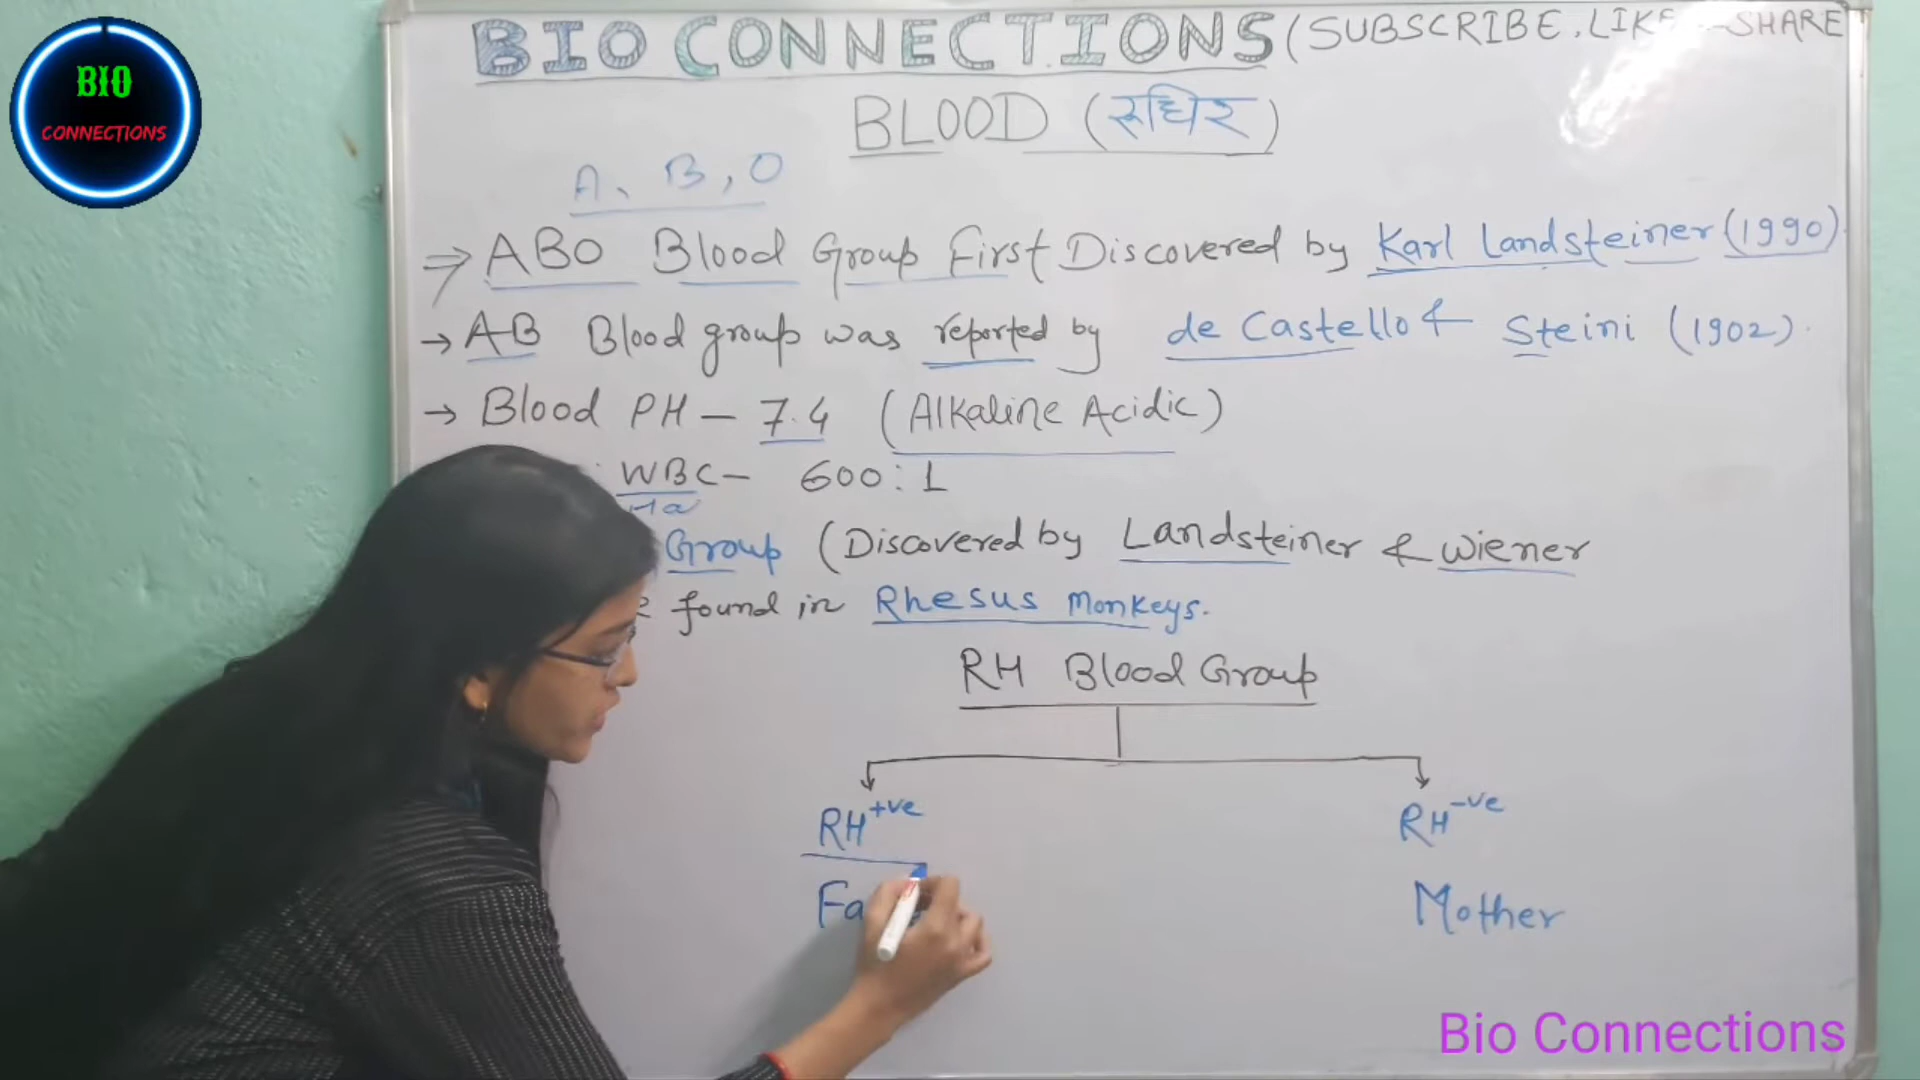 BIO CONNECTIONS (SUBSCRIBE, LIKE SHARE
BIO
CONNECTIONS
BLOOD (रूधिर)
A, B, O
⇒ ABO Blood Group First Discovered by Karl Landsteiner (1990)
→ AB Blood group was reported by de Castello & Steini (1902).
→ Blood PH – 7.4 (Alkaline Acidic)
: WBC – 600 : 1
Group (Discovered by Landsteiner & Wiener
found in Rhesus Monkeys.
RH Blood Group
RH+ve RH-ve
Mother
Bio Connections